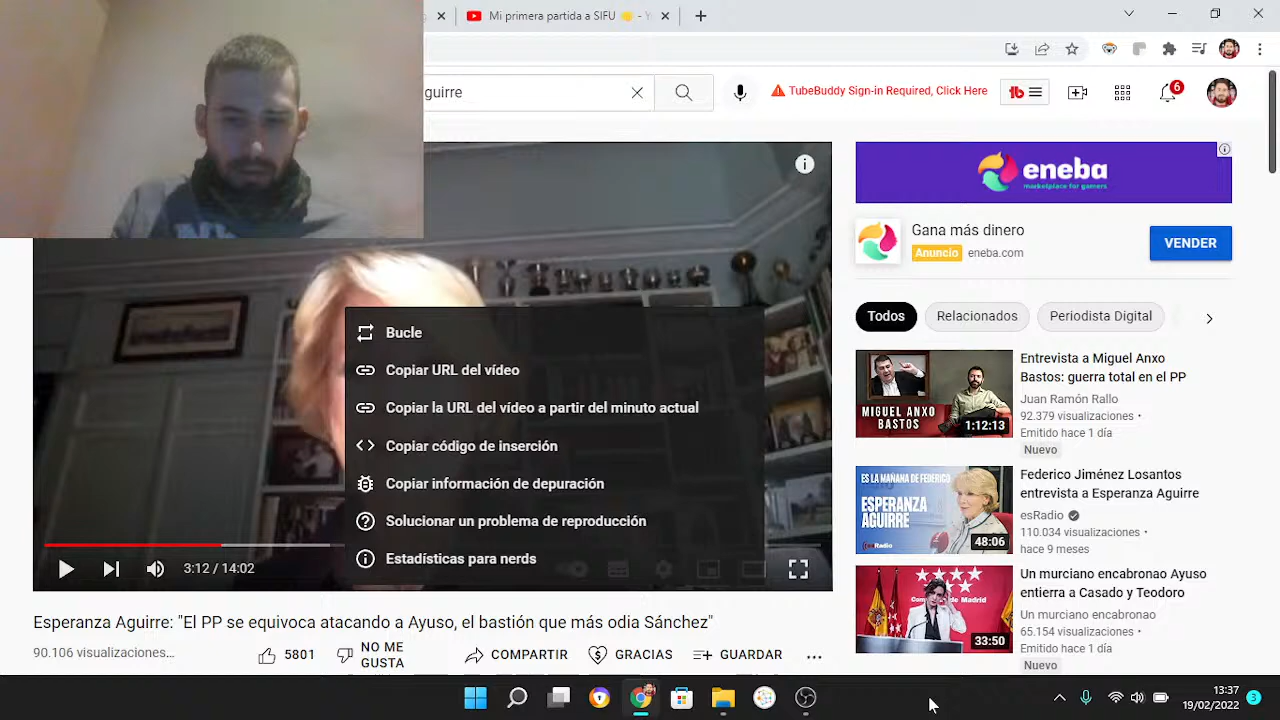 Mi primera partida a SIFU
guirre
TubeBuddy Sign-in Required, Click Here
tb
6
eneba
marketplace for gamers
Gana más dinero
Anuncio eneba.com
VENDER
Todos
Relacionados
Periodista Digital
Bucle
Copiar URL del vídeo
Copiar la URL del vídeo a partir del minuto actual
Copiar código de inserción
Copiar información de depuración
Solucionar un problema de reproducción
Estadísticas para nerds
3:12 / 14:02
MIGUEL ANXO
BASTOS
1:12:13
Entrevista a Miguel Anxo
Bastos: guerra total en el PP
Juan Ramón Rallo
92.379 visualizaciones •
Emitido hace 1 día
Nuevo
ES LA MAÑANA DE FEDERICO
ESPERANZA
AGUIRRE
esRadio
48:06
Federico Jiménez Losantos
entrevista a Esperanza Aguirre
esRadio
110.034 visualizaciones •
hace 9 meses
33:50
Un murciano encabronao Ayuso
entierra a Casado y Teodoro
Un murciano encabronao
65.154 visualizaciones •
Emitido hace 1 día
Nuevo
Esperanza Aguirre: "El PP se equivoca atacando a Ayuso, el bastión que más odia Sánchez"
90.106 visualizaciones...
5801
NO ME
GUSTA
COMPARTIR
GRACIAS
GUARDAR
13:37
19/02/2022
3